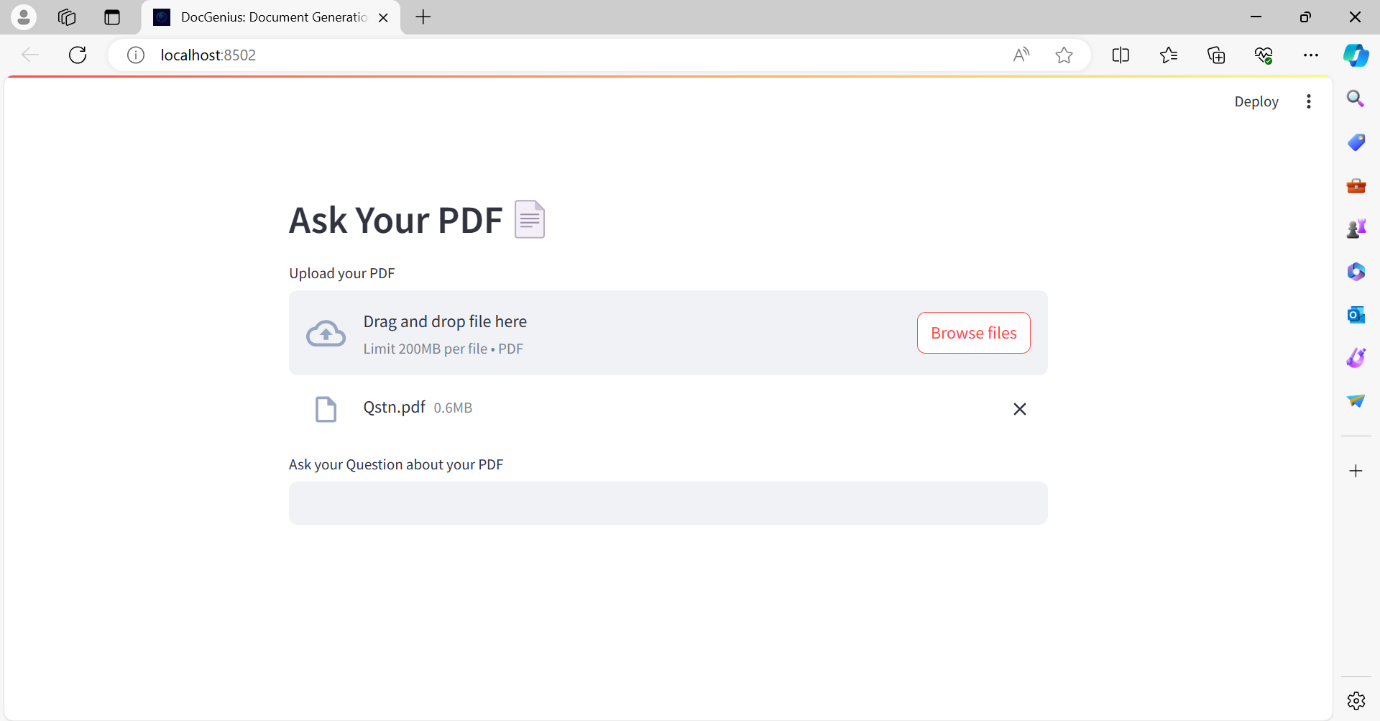 DocGenius: Document Generatio
localhost:8502
Deploy
Ask Your PDF
Upload your PDF
Drag and drop file here
Limit 200MB per file • PDF
Browse files
Qstn.pdf 0.6MB
Ask your Question about your PDF